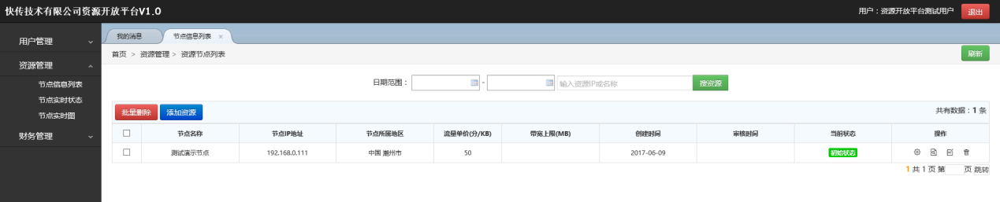 快传技术有限公司资源开放平台V1.0
用户：资源开放平台测试用户 退出
用户管理
资源管理
节点信息列表
节点实时状态
节点实时图
财务管理
我的消息 节点信息列表 ×
首页 > 资源管理 > 资源节点列表 刷新
日期范围： - 输入资源IP或名称 搜资源
批量删除 添加资源 共有数据：1 条
节点名称 节点IP地址 节点所属地区 流量单价(分/KB) 带宽上限(MB) 创建时间 审核时间 当前状态 操作
测试演示节点 192.168.0.111 中国 潮州市 50 2017-06-09 初始状态
1 共 1 页 第 页 跳转